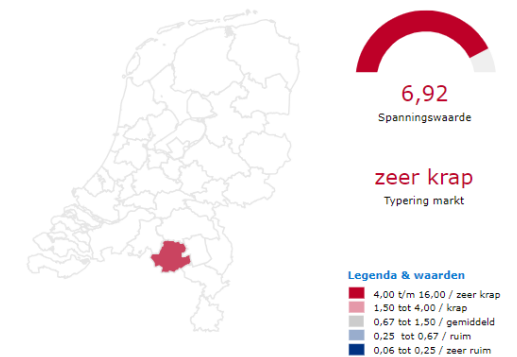 6,92
Spanningswaarde
zeer krap
Typering markt
Legenda & waarden
4,00 t/m 16,00 / zeer krap
1,50 tot 4,00 / krap
0,67 tot 1,50 / gemiddeld
0,25 tot 0,67 / ruim
0,06 tot 0,25 / zeer ruim